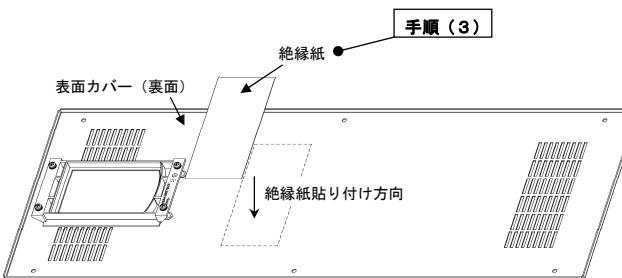 手順（３）
絶縁紙
表面カバー（裏面）
絶縁紙貼り付け方向